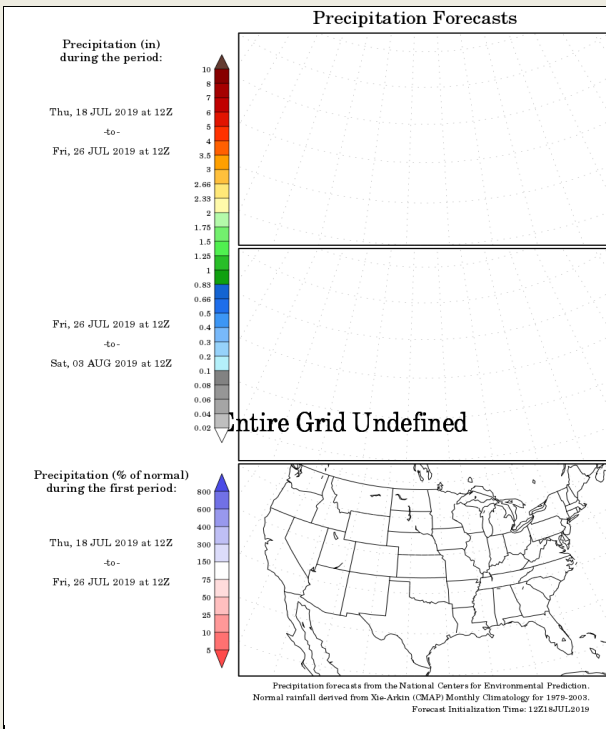 Precipitation Forecasts
Precipitation (in)
during the period:
Thu, 18 JUL 2019 at 12Z
-to-
Fri, 26 JUL 2019 at 12Z
10
8
7
6
5
4
3.5
3
2.66
2.33
2
1.75
1.5
1.25
1
0.83
0.66
0.5
0.4
0.3
0.2
0.1
0.08
0.06
0.04
0.02
Fri, 26 JUL 2019 at 12Z
-to-
Sat, 03 AUG 2019 at 12Z
Entire Grid Undefined
Precipitation (% of normal)
during the first period:
Thu, 18 JUL 2019 at 12Z
-to-
Fri, 26 JUL 2019 at 12Z
800
600
400
300
150
75
50
25
10
5
Precipitation forecasts from the National Centers for Environmental Prediction.
Normal rainfall derived from Xie-Arkin (CMAP) Monthly Climatology for 1979-2003.
Forecast Initialization Time: 12Z18JUL2019